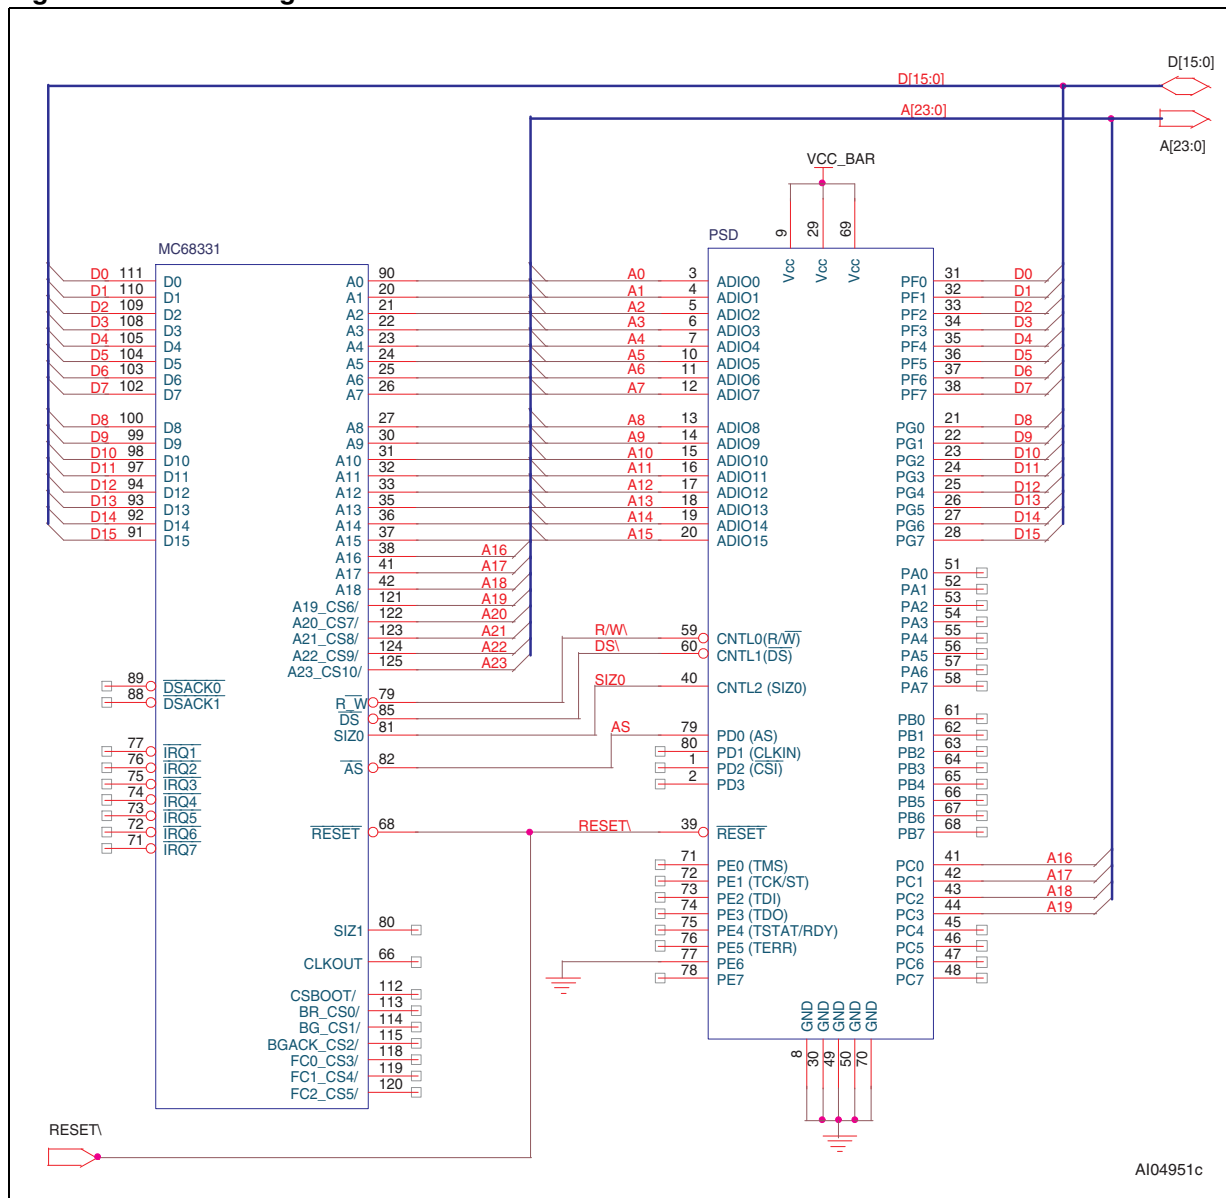 D[15:0]
D[15:0]
A[23:0]
A[23:0]
VCC_BAR
MC68331
PSD
9 29 69
Vcc Vcc Vcc
D0 111 D0 A0 90 A0 3 ADIO0 PF0 31 D0
D1 110 D1 A1 20 A1 4 ADIO1 PF1 32 D1
D2 109 D2 A2 21 A2 5 ADIO2 PF2 33 D2
D3 108 D3 A3 22 A3 6 ADIO3 PF3 34 D3
D4 105 D4 A4 23 A4 7 ADIO4 PF4 35 D4
D5 104 D5 A5 24 A5 10 ADIO5 PF5 36 D5
D6 103 D6 A6 25 A6 11 ADIO6 PF6 37 D6
D7 102 D7 A7 26 A7 12 ADIO7 PF7 38 D7
D8 100 D8 A8 27 A8 13 ADIO8 PG0 21 D8
D9 99 D9 A9 30 A9 14 ADIO9 PG1 22 D9
D10 98 D10 A10 31 A10 15 ADIO10 PG2 23 D10
D11 97 D11 A11 32 A11 16 ADIO11 PG3 24 D11
D12 94 D12 A12 33 A12 17 ADIO12 PG4 25 D12
D13 93 D13 A13 35 A13 18 ADIO13 PG5 26 D13
D14 92 D14 A14 36 A14 19 ADIO14 PG6 27 D14
D15 91 D15 A15 37 A15 20 ADIO15 PG7 28 D15
A16 38 A16
A17 41 A17 PA0 51
A18 42 A18 PA1 52
A19_CS6/ 121 A19 PA2 53
A20_CS7/ 122 A20 PA3 54
A21_CS8/ 123 A21 R/W\ 59 CNTL0(R/W) PA4 55
A22_CS9/ 124 A22 DS\ 60 CNTL1(DS) PA5 56
A23_CS10/ 125 A23 PA6 57
89 DSACK0 SIZ0 40 CNTL2 (SIZ0) PA7 58
88 DSACK1 R_W 79
DS 85 PB0 61
SIZ0 81 AS 79 PD0 (AS) PB1 62
77 IRQ1 80 PD1 (CLKIN) PB2 63
76 IRQ2 AS 82 1 PD2 (CSI) PB3 64
75 IRQ3 2 PD3 PB4 65
74 IRQ4 PB5 66
73 IRQ5 PB6 67
72 IRQ6 RESET 68 RESET\ 39 RESET PB7 68
71 IRQ7
71 PE0 (TMS) PC0 41 A16
72 PE1 (TCK/ST) PC1 42 A17
73 PE2 (TDI) PC2 43 A18
74 PE3 (TDO) PC3 44 A19
SIZ1 80 75 PE4 (TSTAT/RDY) PC4 45
76 PE5 (TERR) PC5 46
CLKOUT 66 77 PE6 PC6 47
78 PE7 PC7 48
CSBOOT/ 112
BR_CS0/ 113
BG_CS1/ 114
BGACK_CS2/ 115
FC0_CS3/ 118
FC1_CS4/ 119
FC2_CS5/ 120
GND GND GND GND GND
8 30 49 50 70
RESET\
AI04951c